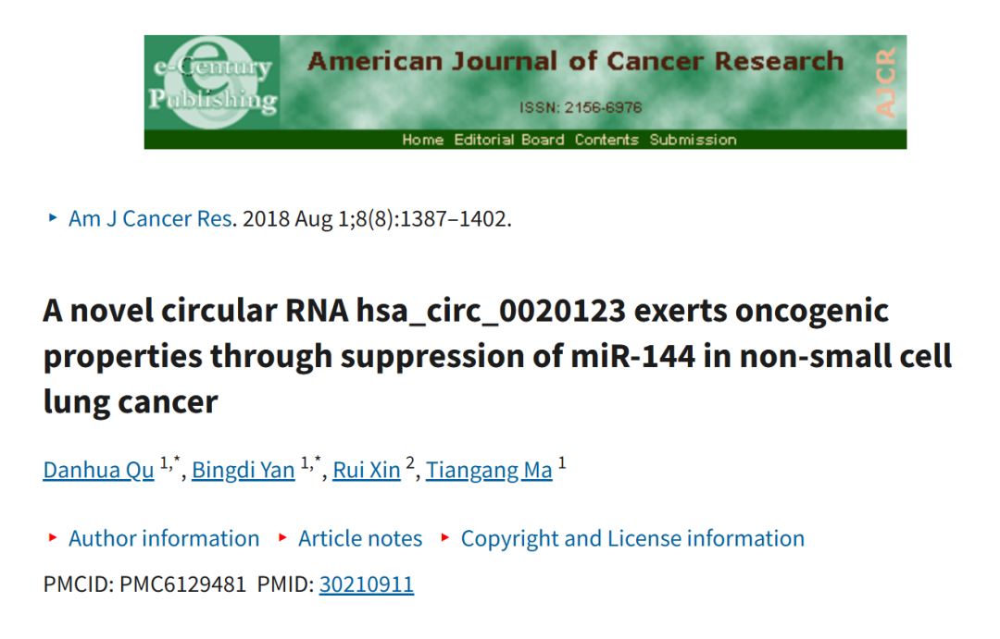 e-Century
Publishing
American Journal of Cancer Research
ISSN: 2156-6976
AJCR
Home Editorial Board Contents Submission
Am J Cancer Res. 2018 Aug 1;8(8):1387–1402.
A novel circular RNA hsa_circ_0020123 exerts oncogenic
properties through suppression of miR-144 in non-small cell
lung cancer
Danhua Qu 1,*, Bingdi Yan 1,*, Rui Xin 2, Tiangang Ma 1
Author information Article notes Copyright and License information
PMCID: PMC6129481 PMID: 30210911